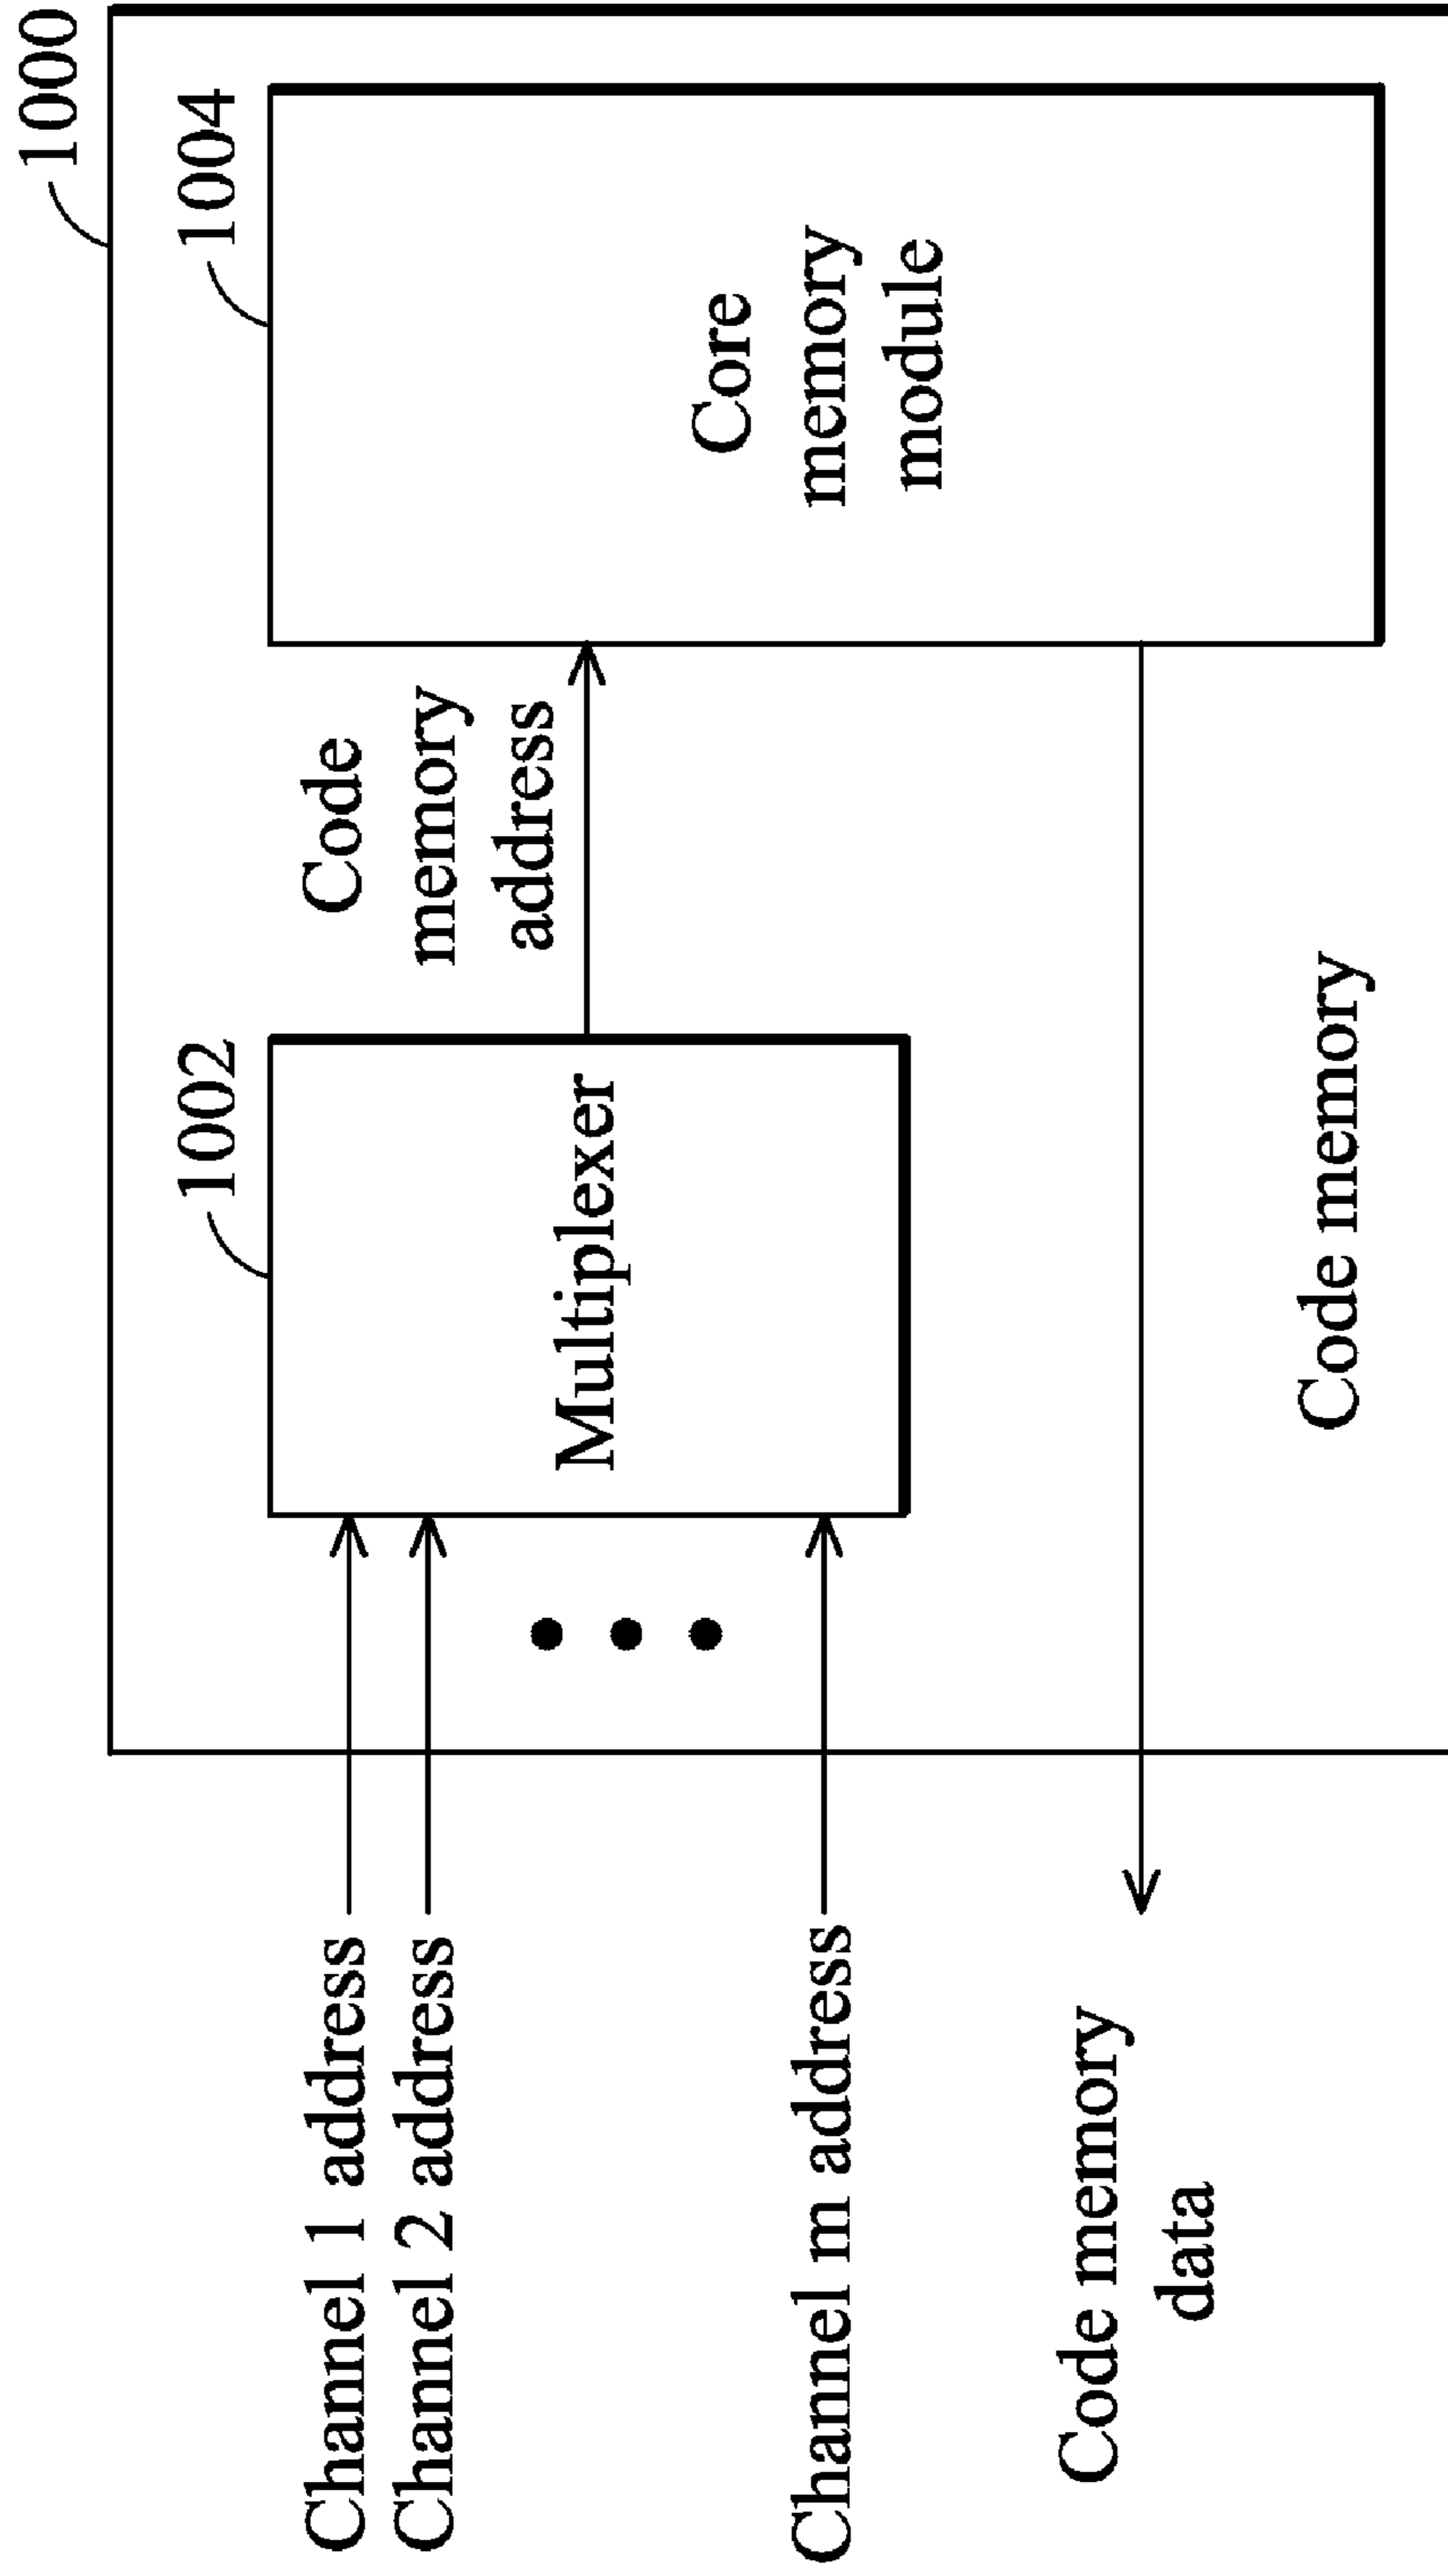 1000
1002
1004
Channel 1 address
Channel 2 address
Channel m address
Multiplexer
Code
memory
address
Core
memory
module
Code memory
data
Code memory